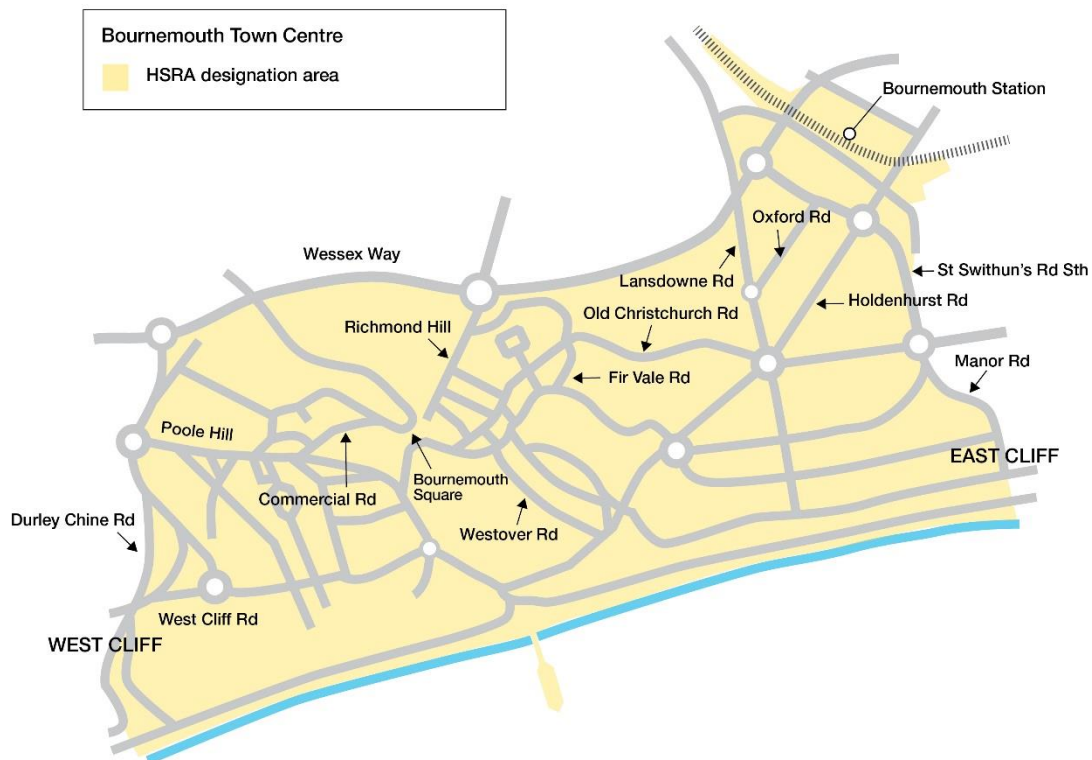 Bournemouth Town Centre
HSRA designation area
Bournemouth Station
Oxford Rd
Wessex Way
Lansdowne Rd
St Swithun's Rd Sth
Holdenhurst Rd
Old Christchurch Rd
Richmond Hill
Manor Rd
Fir Vale Rd
Poole Hill
EAST CLIFF
Bournemouth
Square
Commercial Rd
Durley Chine Rd
Westover Rd
West Cliff Rd
WEST CLIFF